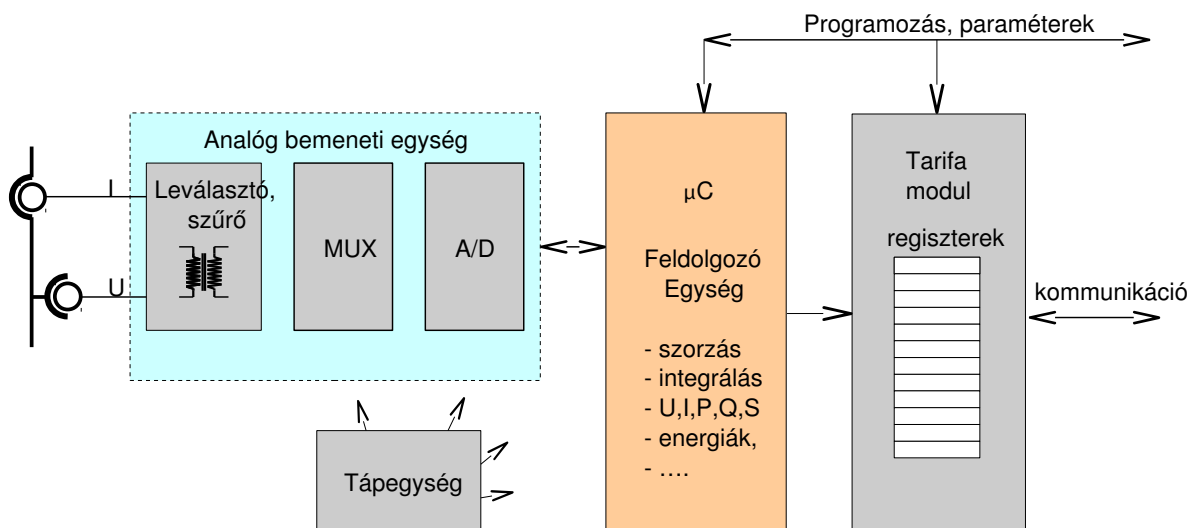 Programozás, paraméterek
Analóg bemeneti egység
I
Leválasztó,
szűrő
U
MUX
A/D
Tápegység
µC
Feldolgozó
Egység
- szorzás
- integrálás
- U,I,P,Q,S
- energiák,
- ....
Tarifa
modul
regiszterek
kommunikáció